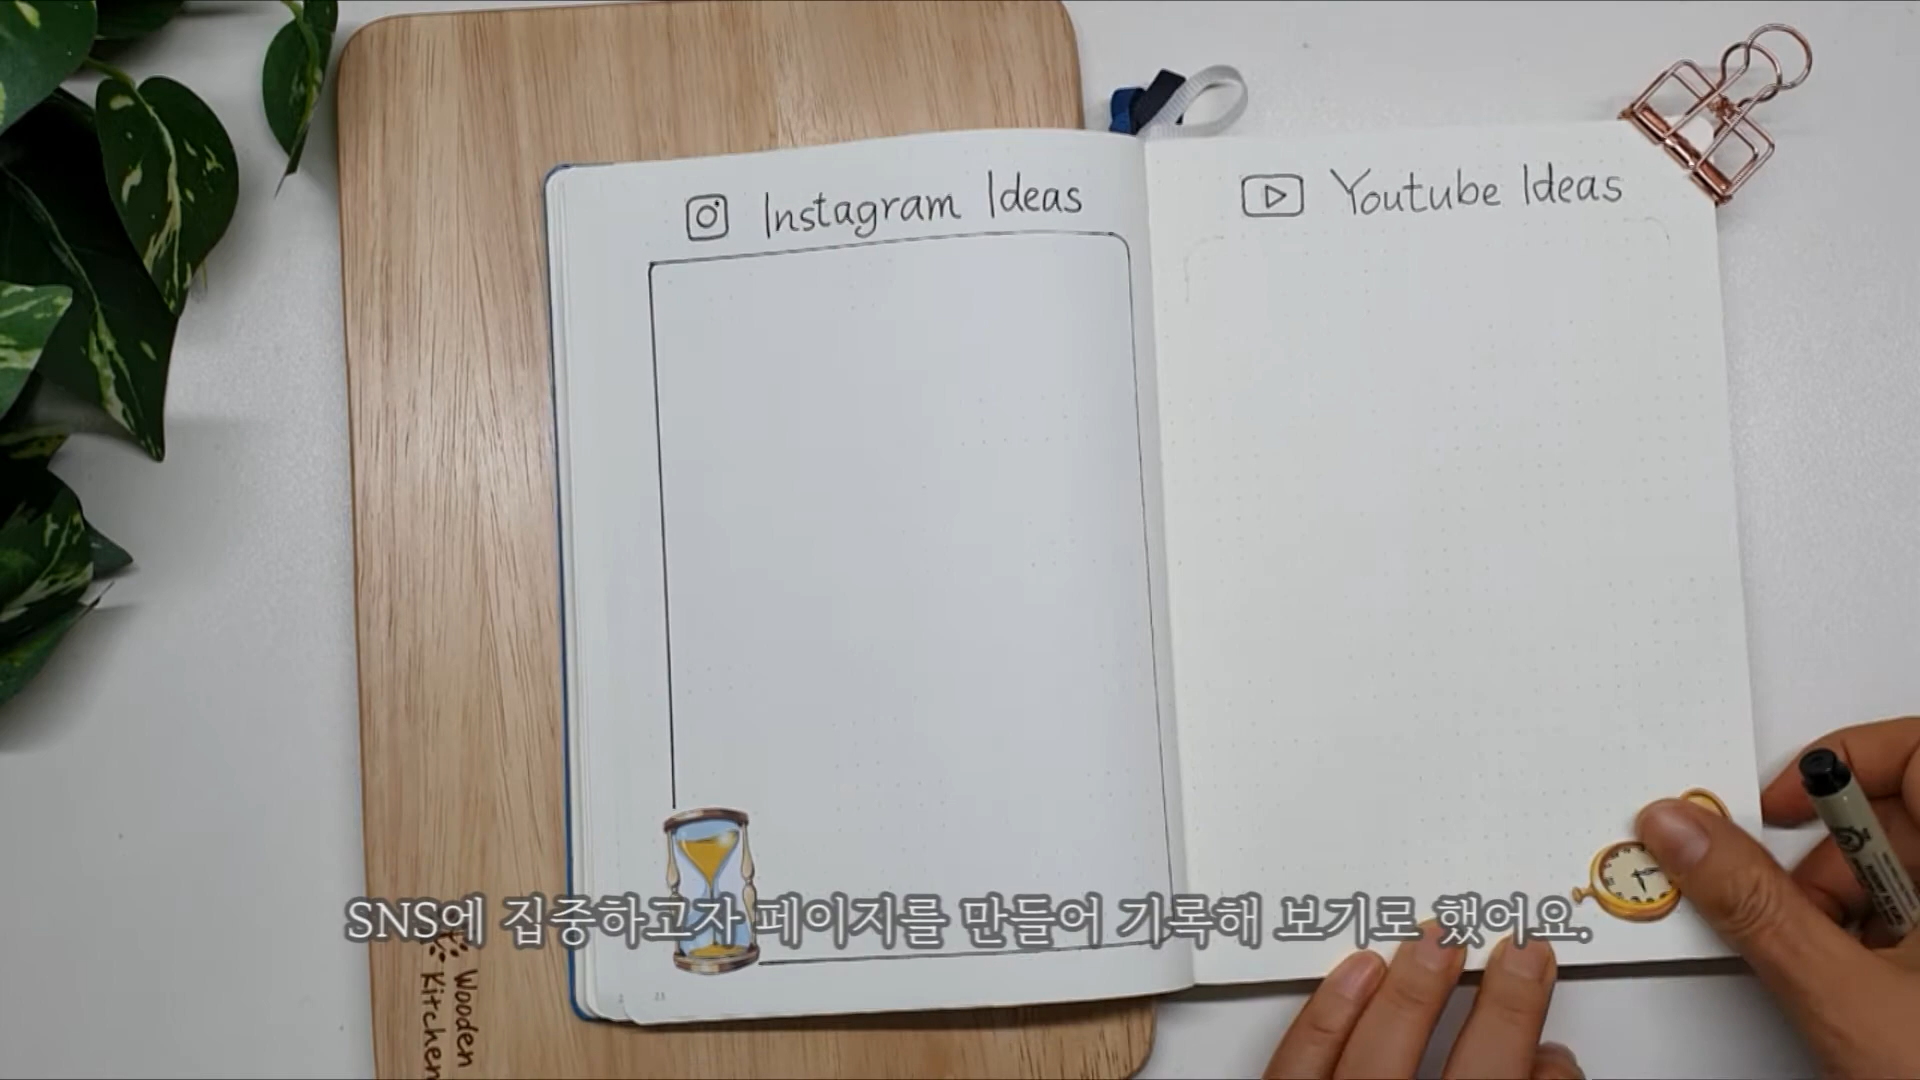 Instagram Ideas
Youtube Ideas
SNS에 집중하고자 페이지를 만들어 기록해 보기로 했어요.
Wooden
Kitchen
23